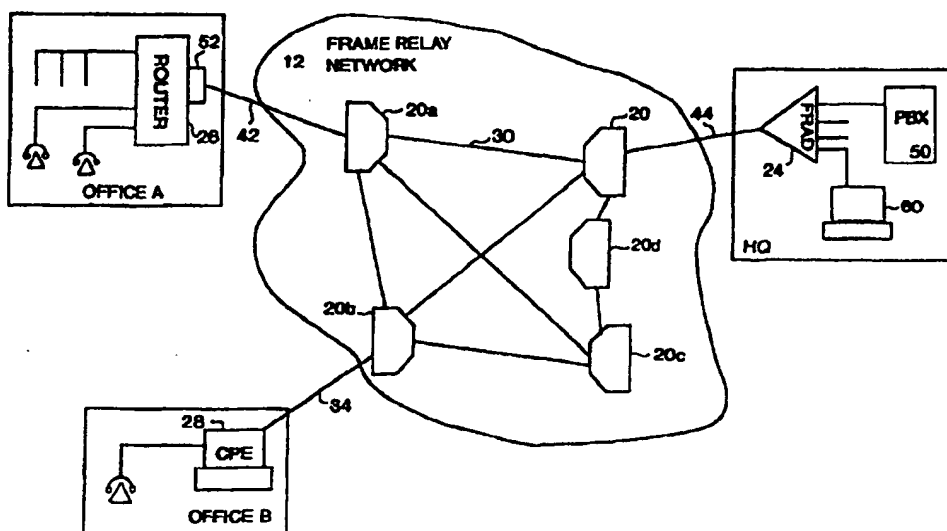 52
12
FRAME RELAY
NETWORK
ROUTER
26
42
OFFICE A
20a
30
20
44
FRAD
24
PBX
50
60
HQ
20d
20b
20c
34
28
CPE
OFFICE B